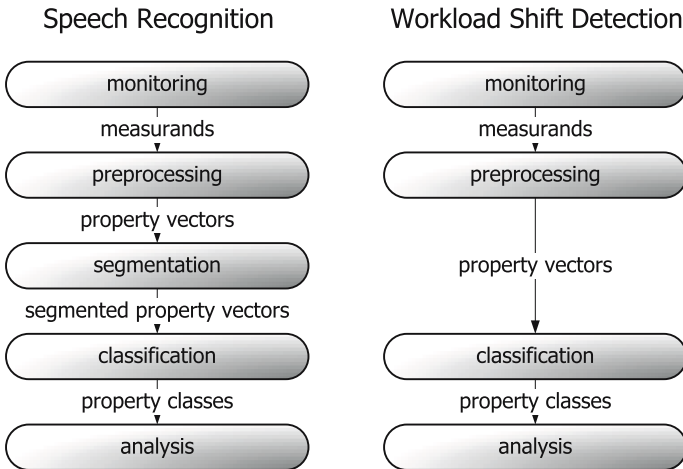 Speech Recognition
monitoring
measurands
preprocessing
property vectors
segmentation
segmented property vectors
classification
property classes
analysis
Workload Shift Detection
monitoring
measurands
preprocessing
property vectors
classification
property classes
analysis